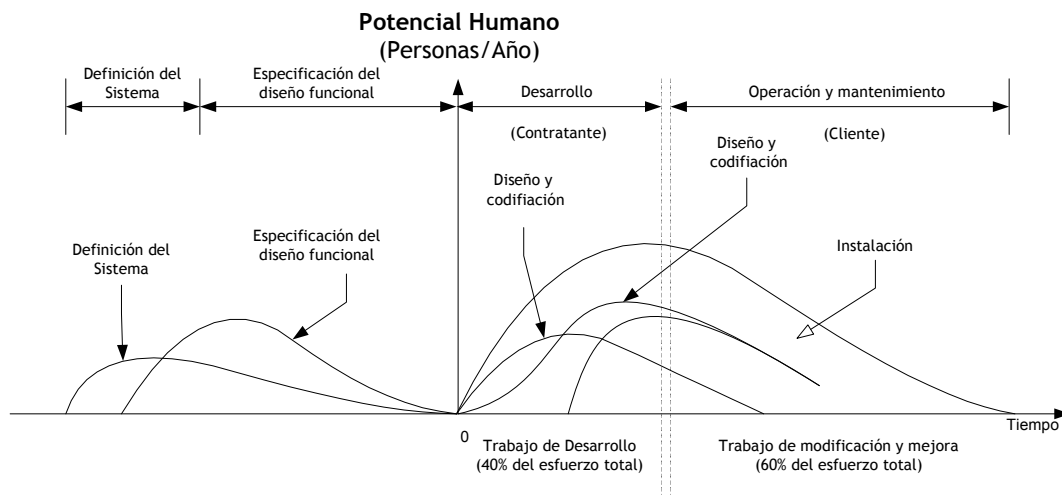 Potencial Humano
(Personas/Año)
Definición del
Sistema
Especificación del
diseño funcional
Desarrollo
Operación y mantenimiento
(Contratante)
(Cliente)
Diseño y
codifiación
Diseño y
codifiación
Definición del
Sistema
Especificación del
diseño funcional
Instalación
Tiempo
0
Trabajo de Desarrollo
(40% del esfuerzo total)
Trabajo de modificación y mejora
(60% del esfuerzo total)